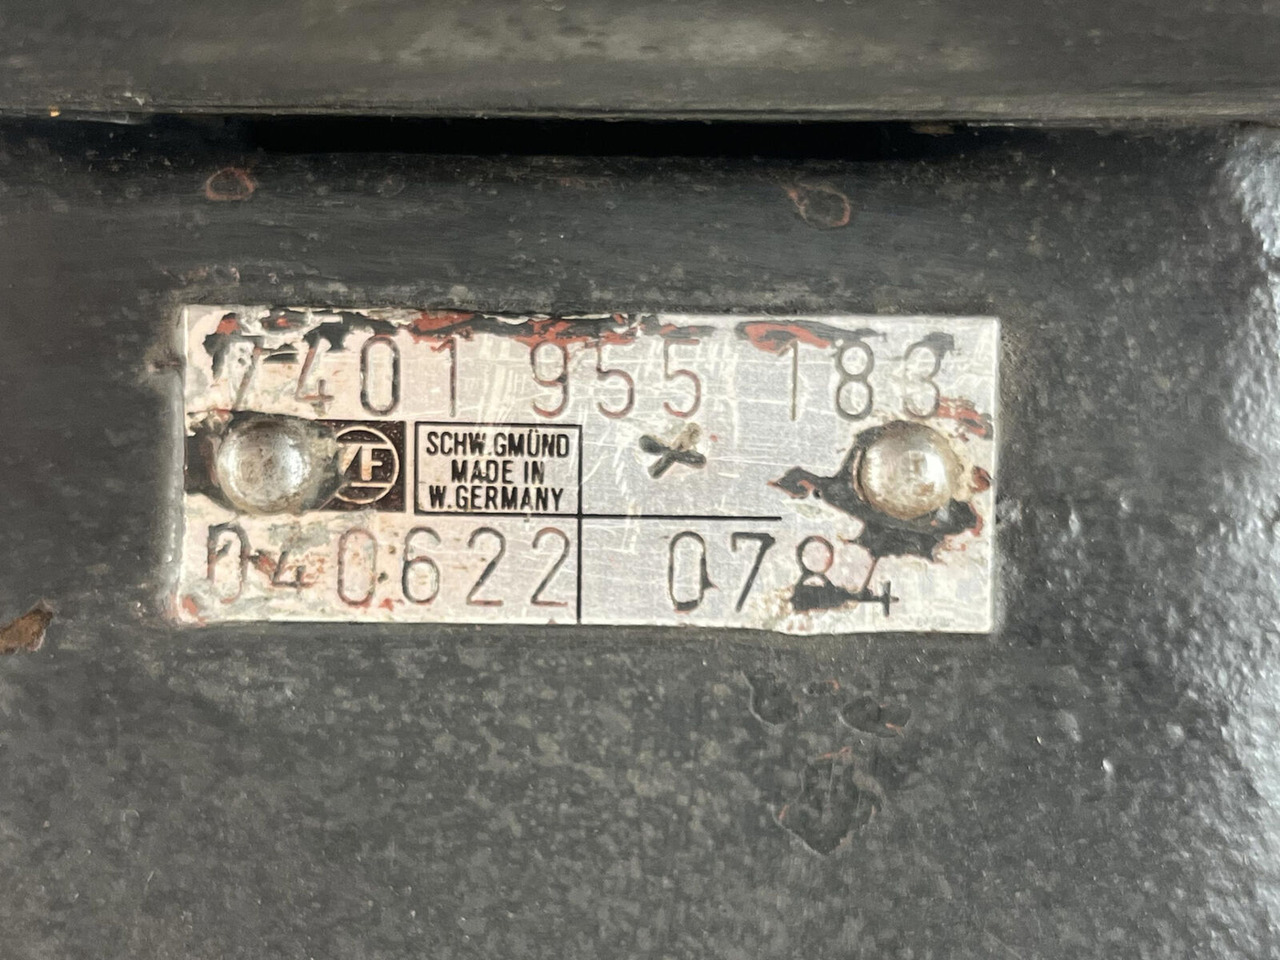 7401 955 183
ZF
SCHW.GMÜND
MADE IN
W.GERMANY
040622 0784